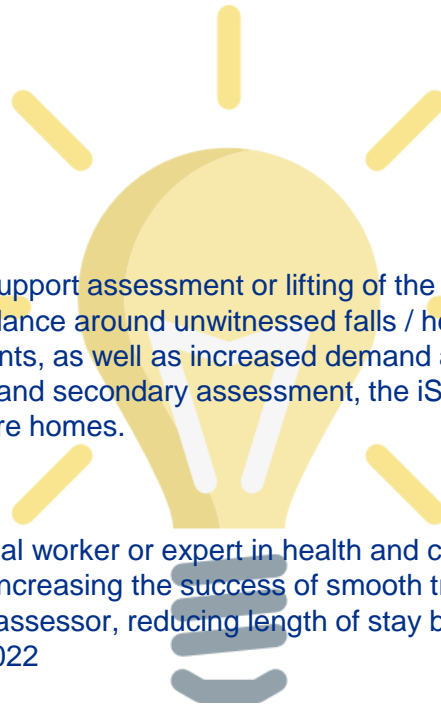 upport assessment or lifting of the
lance around unwitnessed falls / he
nts, as well as increased demand a
and secondary assessment, the iS
re homes.
al worker or expert in health and c
ncreasing the success of smooth tr
assessor, reducing length of stay b
022